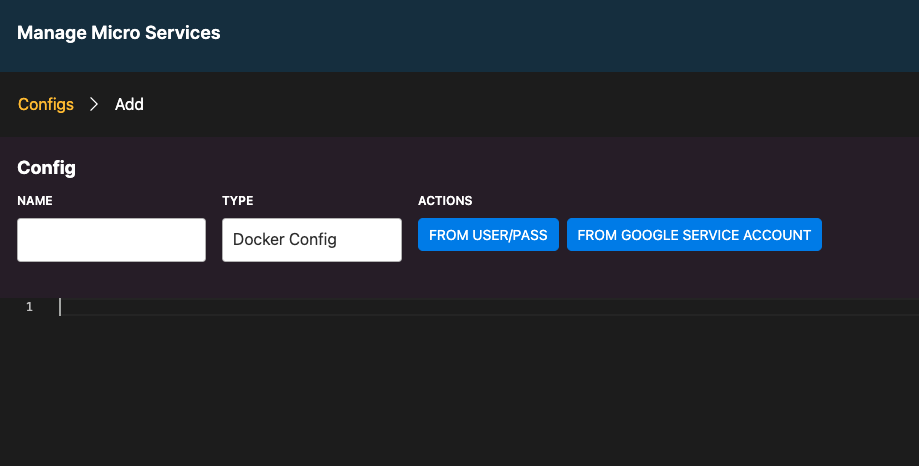 Manage Micro Services
Configs > Add
Config
NAME TYPE ACTIONS
Docker Config FROM USER/PASS FROM GOOGLE SERVICE ACCOUNT
1